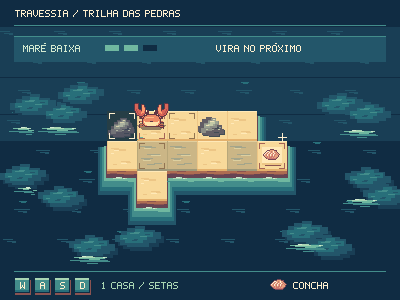 TRAVESSIA / TRILHA DAS PEDRAS
MARÉ BAIXA VIRA NO PRÓXIMO
W A S D 1 CASA / SETAS CONCHA